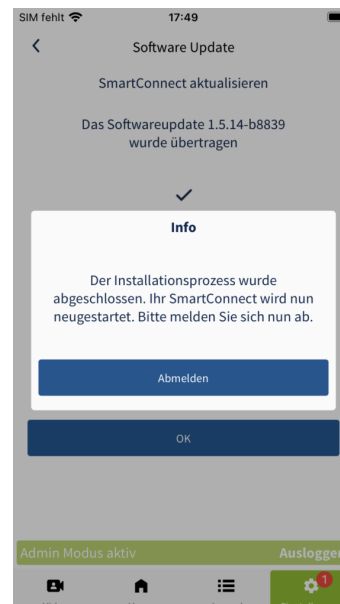 SIM fehlt 17:49
Software Update
SmartConnect aktualisieren
Das Softwareupdate 1.5.14-b8839
wurde übertragen
Info
Der Installationsprozess wurde
abgeschlossen. Ihr SmartConnect wird nun
neugestartet. Bitte melden Sie sich nun ab.
Abmelden
OK
Admin Modus aktiv
1